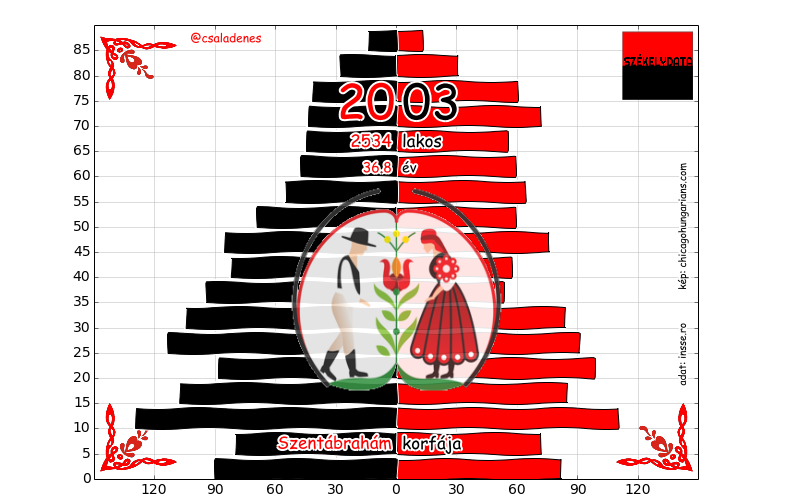 @csaladenes
SZÉKELYDATA
2003
2534 lakos
36.8 év
kép: chicagohungarians.com
adat: insse.ro
Szentábrahám korfája
85
80
75
70
65
60
55
50
45
40
35
30
25
20
15
10
5
0
120 90 60 30 0 30 60 90 120